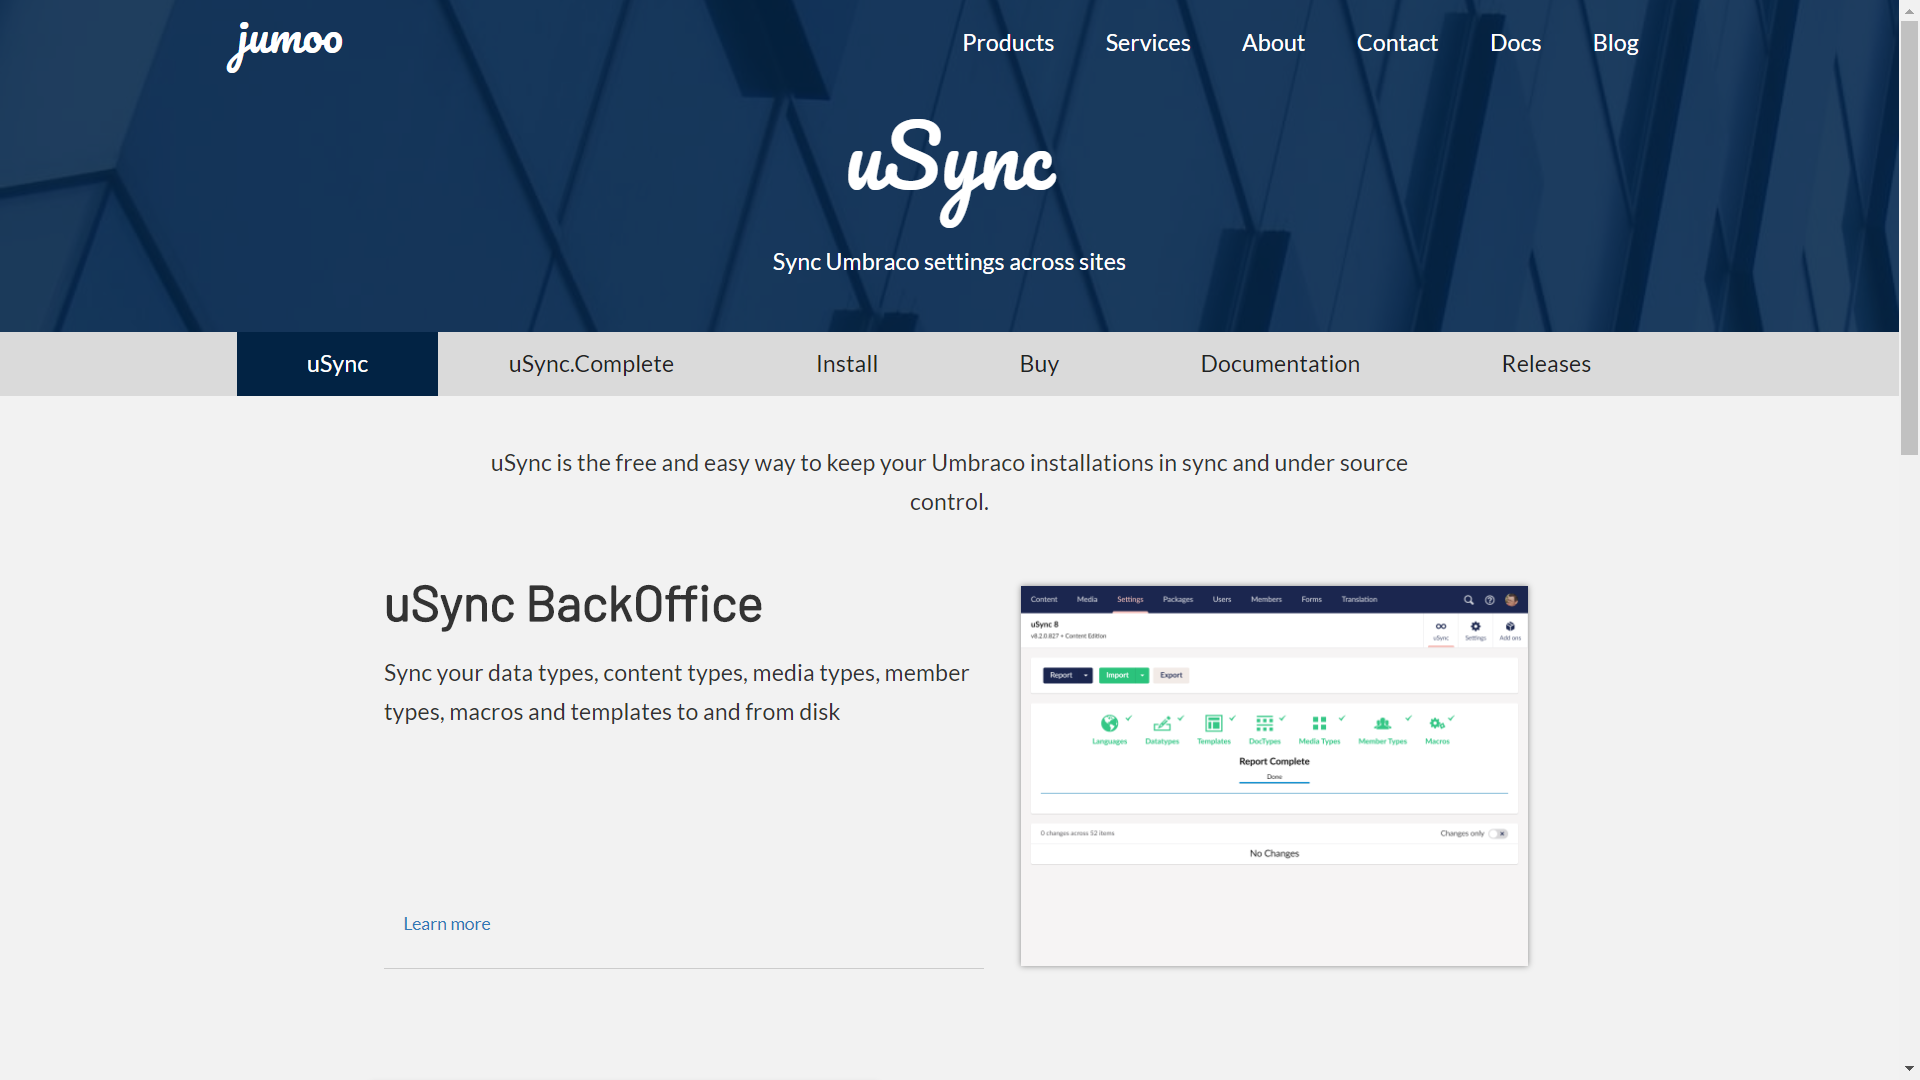 jumoo
Products Services About Contact Docs Blog
uSync
Sync Umbraco settings across sites
uSync uSync.Complete Install Buy Documentation Releases
uSync is the free and easy way to keep your Umbraco installations in sync and under source
control.
uSync BackOffice
Sync your data types, content types, media types, member
types, macros and templates to and from disk
Learn more
Content Media Settings Packages Users Members Forms Translation
uSync 8
v8.2.0.827 + Content Edition
uSync Settings Add ons
Report Import Export
Languages Datatypes Templates DocTypes Media Types Member Types Macros
Report Complete
Done
0 changes across 52 items
Changes only
No Changes